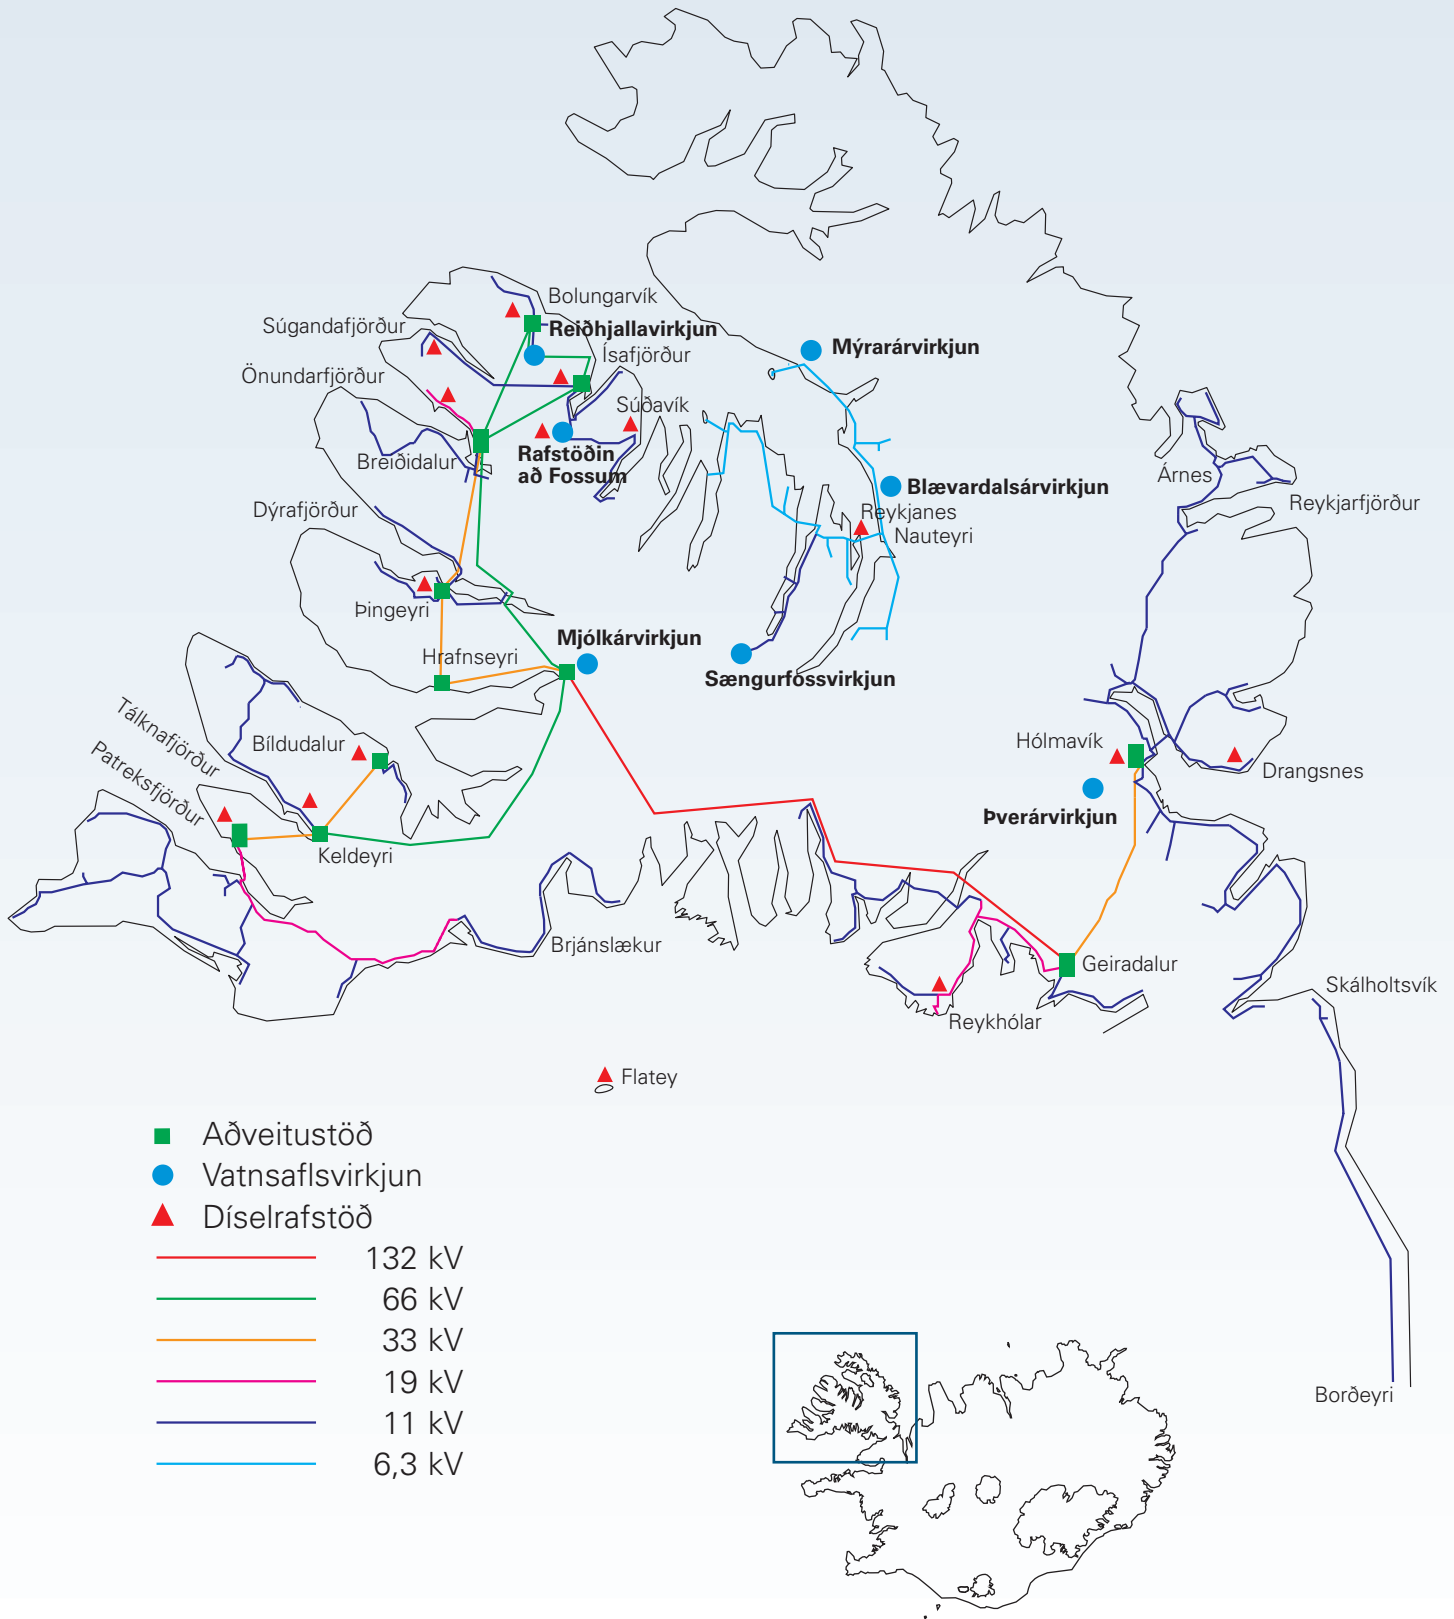 Bolungarvík
Súgandafjörður
Reiðhjallavirkjun
Ísafjörður
Mýrarárvirkjun
Önundarfjörður
Súðavík
Breiðidalur
Rafstöðin
að Fossum
Árnes
Blævardalsárvirkjun
Reykjarfjörður
Dýrafjörður
Reykjanes
Nauteyri
Þingeyri
Mjólkárvirkjun
Hrafnseyri
Sængurfossvirkjun
Tálknafjörður
Bíldudalur
Patreksfjörður
Hólmavík
Drangsnes
Þverárvirkjun
Keldeyri
Brjánslækur
Geiradalur
Skálholtsvík
Reykhólar
Flatey
Aðveitustöð
Vatnsaflsvirkjun
Díselrafstöð
132 kV
66 kV
33 kV
19 kV
11 kV
6,3 kV
Borðeyri